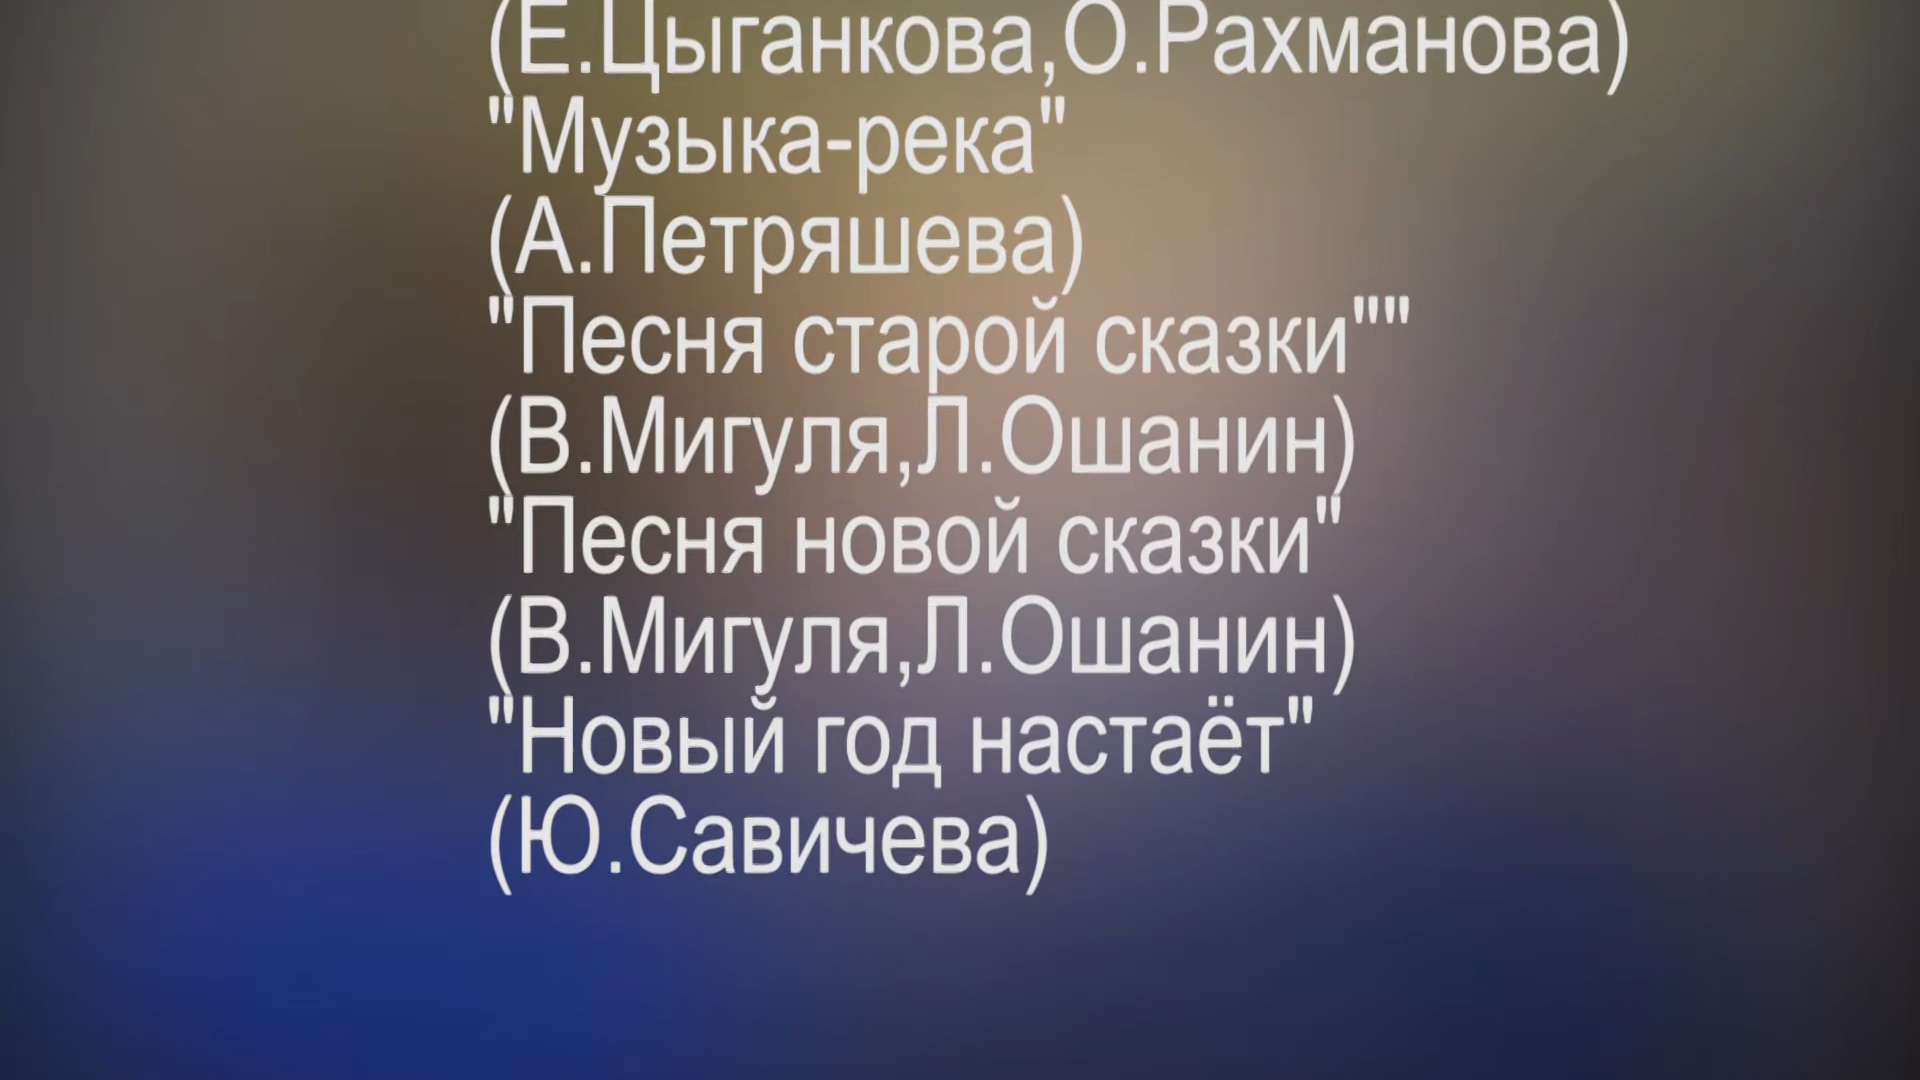 (Е.Цыганкова,О.Рахманова)
"Музыка-река"
(А.Петряшева)
"Песня старой сказки""
(В.Мигуля,Л.Ошанин)
"Песня новой сказки"
(В.Мигуля,Л.Ошанин)
"Новый год настаёт"
(Ю.Савичева)